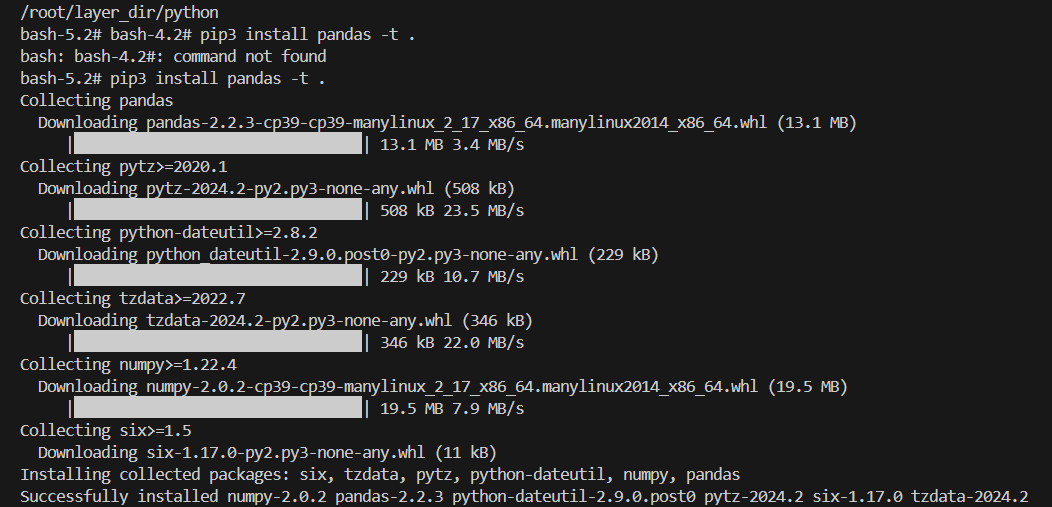 /root/layer_dir/python
bash-5.2# bash-4.2# pip3 install pandas -t .
bash: bash-4.2#: command not found
bash-5.2# pip3 install pandas -t .
Collecting pandas
  Downloading pandas-2.2.3-cp39-cp39-manylinux_2_17_x86_64.manylinux2014_x86_64.whl (13.1 MB)
     |████████████████████████████████| 13.1 MB 3.4 MB/s
Collecting pytz>=2020.1
  Downloading pytz-2024.2-py2.py3-none-any.whl (508 kB)
     |████████████████████████████████| 508 kB 23.5 MB/s
Collecting python-dateutil>=2.8.2
  Downloading python_dateutil-2.9.0.post0-py2.py3-none-any.whl (229 kB)
     |████████████████████████████████| 229 kB 10.7 MB/s
Collecting tzdata>=2022.7
  Downloading tzdata-2024.2-py2.py3-none-any.whl (346 kB)
     |████████████████████████████████| 346 kB 22.0 MB/s
Collecting numpy>=1.22.4
  Downloading numpy-2.0.2-cp39-cp39-manylinux_2_17_x86_64.manylinux2014_x86_64.whl (19.5 MB)
     |████████████████████████████████| 19.5 MB 7.9 MB/s
Collecting six>=1.5
  Downloading six-1.17.0-py2.py3-none-any.whl (11 kB)
Installing collected packages: six, tzdata, pytz, python-dateutil, numpy, pandas
Successfully installed numpy-2.0.2 pandas-2.2.3 python-dateutil-2.9.0.post0 pytz-2024.2 six-1.17.0 tzdata-2024.2